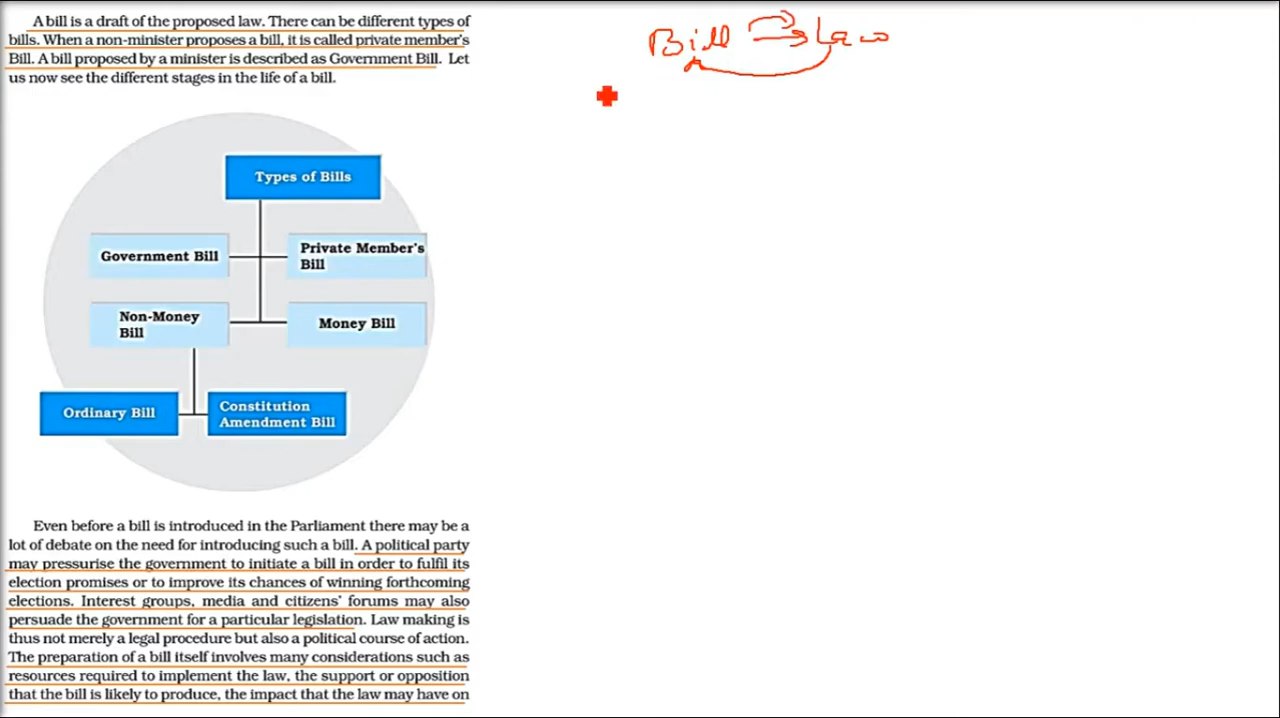 A bill is a draft of the proposed law. There can be different types of
bills. When a non-minister proposes a bill, it is called private member's
Bill. A bill proposed by a minister is described as Government Bill. Let
us now see the different stages in the life of a bill.
Bill → Law
Types of Bills
Government Bill
Private Member's
Bill
Non-Money
Bill
Money Bill
Ordinary Bill
Constitution
Amendment Bill
Even before a bill is introduced in the Parliament there may be a
lot of debate on the need for introducing such a bill. A political party
may pressurise the government to initiate a bill in order to fulfil its
election promises or to improve its chances of winning forthcoming
elections. Interest groups, media and citizens' forums may also
persuade the government for a particular legislation. Law making is
thus not merely a legal procedure but also a political course of action.
The preparation of a bill itself involves many considerations such as
resources required to implement the law, the support or opposition
that the bill is likely to produce, the impact that the law may have on